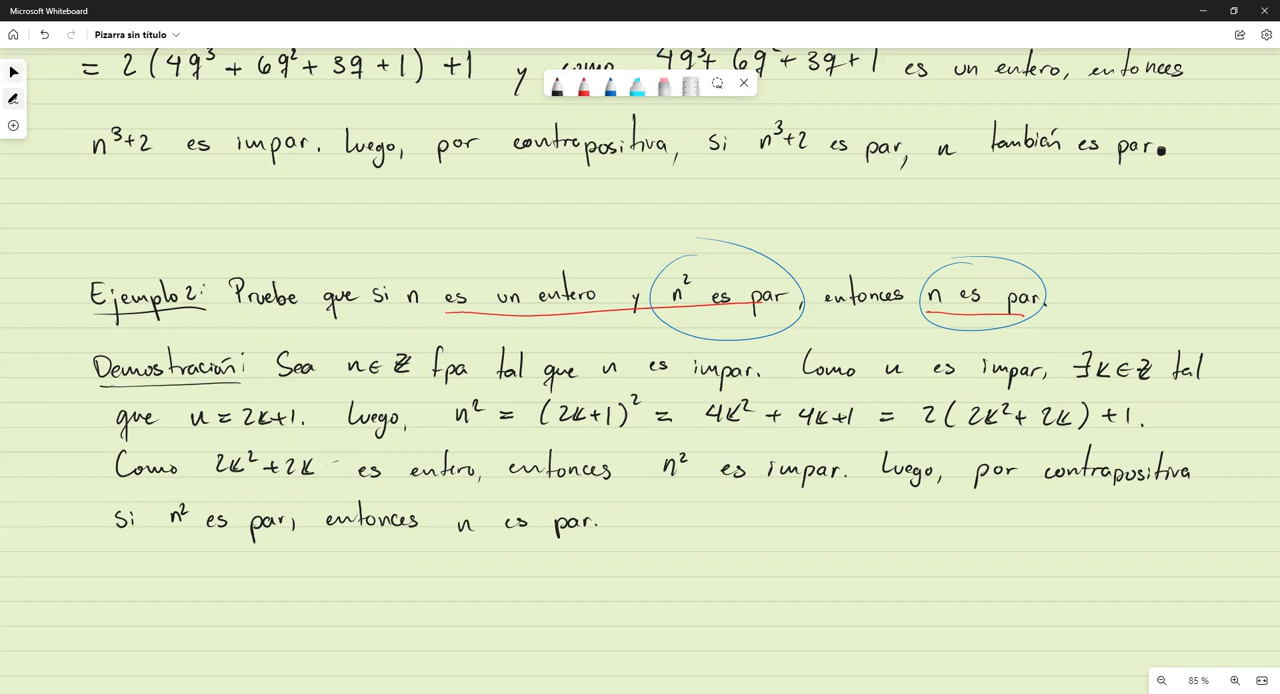 Microsoft Whiteboard
Pizarra sin título
= 2(4q³ + 6q² + 3q + 1) + 1 y como 4q³ + 6q² + 3q + 1 es un entero, entonces
n³+2 es impar. Luego, por contrapositiva, si n³+2 es par, n también es par.
Ejemplo 2: Pruebe que si n es un entero y n² es par, entonces n es par.
Demostración: Sea n ∈ ℤ fpa tal que n es impar. Como n es impar, ∃k ∈ ℤ tal
que n = 2k+1. Luego, n² = (2k+1)² = 4k² + 4k+1 = 2(2k² + 2k) + 1.
Como 2k² + 2k es entero, entonces n² es impar. Luego, por contrapositiva
si n² es par, entonces n es par.
85 %